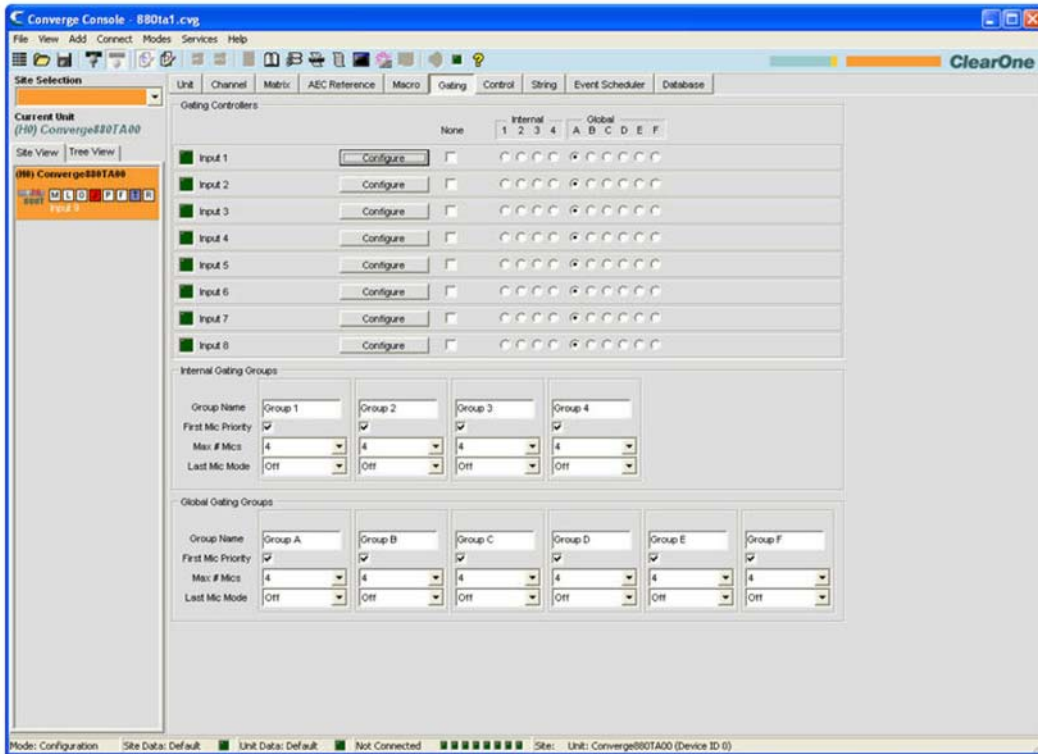 Converge Console - 880ta1.cvg
File View Add Connect Modes Services Help
ClearOne
Site Selection
Current Unit
(H0) Converge880TA00
Site View Tree View
(H0) Converge880TA00
880T M L G P F T R
Input 9
Unit Channel Matrix AEC Reference Macro Gating Control String Event Scheduler Database
Gating Controllers
Internal Global
None 1 2 3 4 A B C D E F
Input 1 Configure
Input 2 Configure
Input 3 Configure
Input 4 Configure
Input 5 Configure
Input 6 Configure
Input 7 Configure
Input 8 Configure
Internal Gating Groups
Group Name Group 1 Group 2 Group 3 Group 4
First Mic Priority
Max # Mics 4 4 4 4
Last Mic Mode Off Off Off Off
Global Gating Groups
Group Name Group A Group B Group C Group D Group E Group F
First Mic Priority
Max # Mics 4 4 4 4 4 4
Last Mic Mode Off Off Off Off Off Off
Mode: Configuration Site Data: Default Unit Data: Default Not Connected Site: Unit: Converge880TA00 (Device ID 0)